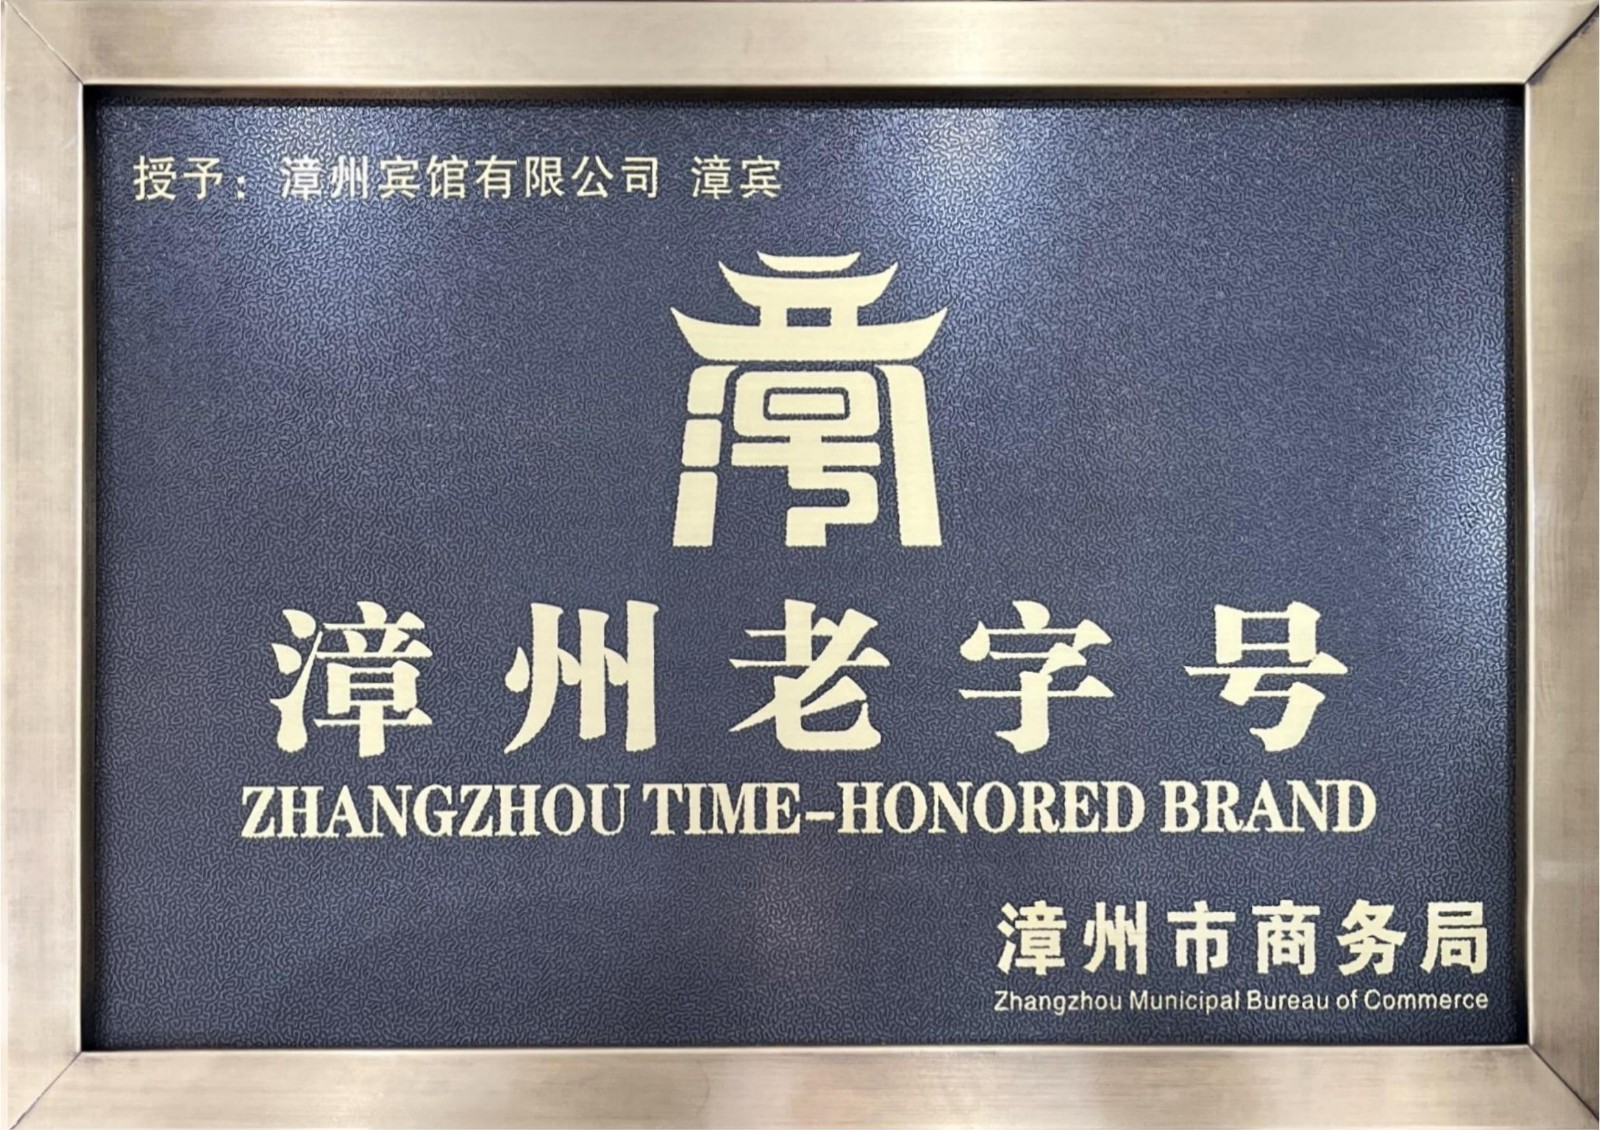 授予：漳州宾馆有限公司 漳宾
漳州老字号
ZHANGZHOU TIME-HONORED BRAND
漳州市商务局
Zhangzhou Municipal Bureau of Commerce